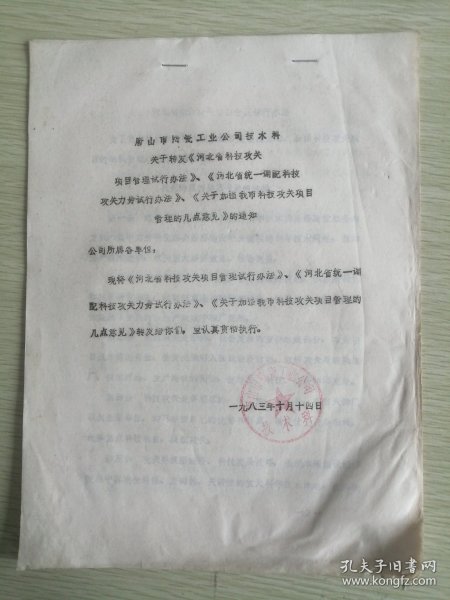 唐山市陶瓷工业公司技术科
关于转发《河北省科技攻关
项目管理试行办法》、《河北省统一调配科技
攻关力劳试行办法》、《关于加强我市科技攻关项目
管理的几点意见》的通知
公司所属各单位：
现将《河北省科技攻关项目管理试行办法》、《河北省统一调
配科技攻关力劳试行办法》、《关于加强我市科技攻关项目管理的
几点意见》转发给你们，望认真贯彻执行。
一九八三年十月十四日
技术科
孔夫子旧书网
www.kongfz.com